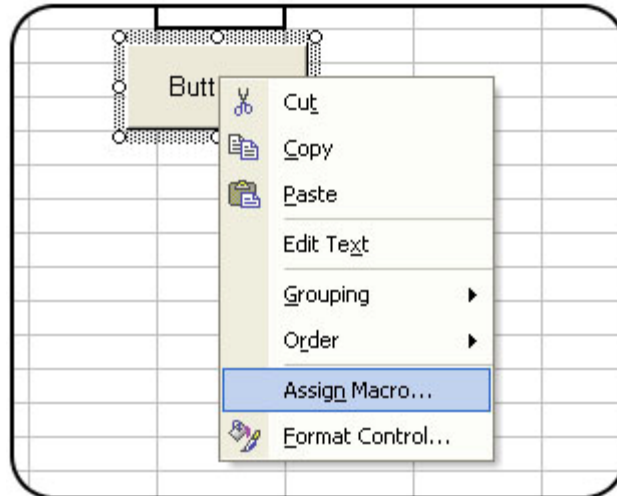 Butt
Cut
Copy
Paste
Edit Text
Grouping
Order
Assign Macro...
Format Control...